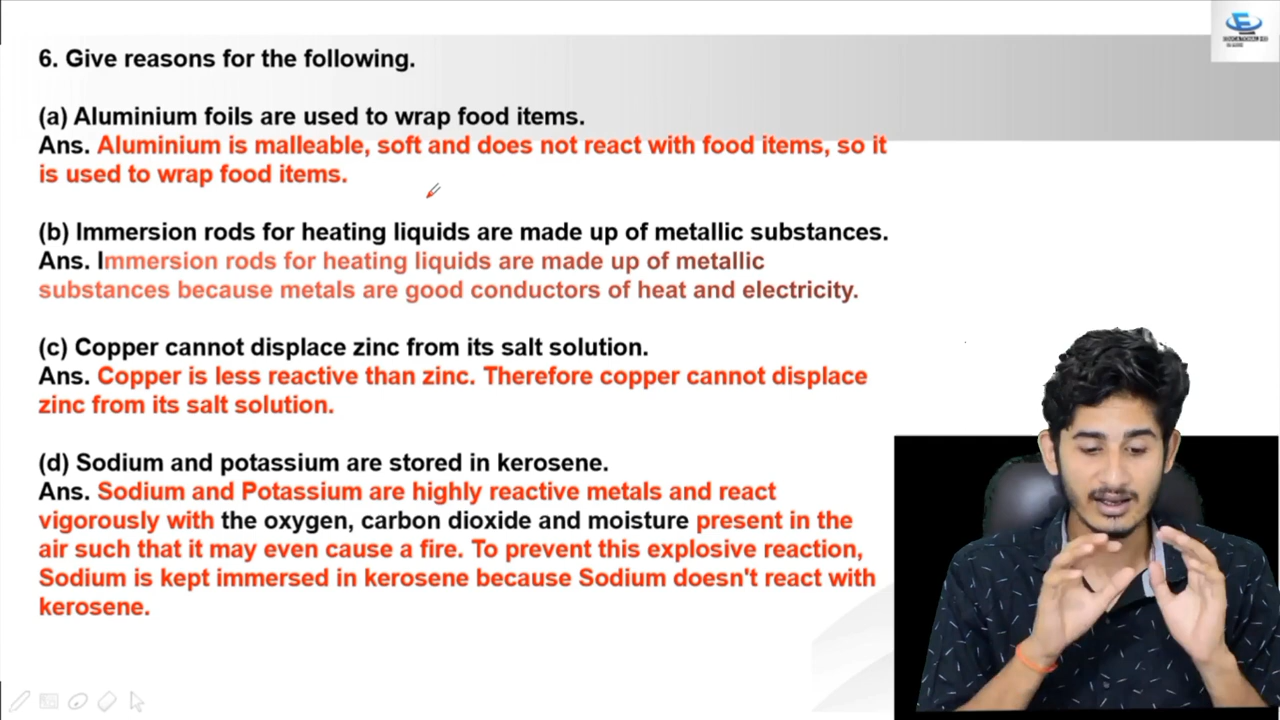 6. Give reasons for the following.
(a) Aluminium foils are used to wrap food items.
Ans. Aluminium is malleable, soft and does not react with food items, so it
is used to wrap food items.
(b) Immersion rods for heating liquids are made up of metallic substances.
Ans. Immersion rods for heating liquids are made up of metallic
substances because metals are good conductors of heat and electricity.
(c) Copper cannot displace zinc from its salt solution.
Ans. Copper is less reactive than zinc. Therefore copper cannot displace
zinc from its salt solution.
(d) Sodium and potassium are stored in kerosene.
Ans. Sodium and Potassium are highly reactive metals and react
vigorously with the oxygen, carbon dioxide and moisture present in the
air such that it may even cause a fire. To prevent this explosive reaction,
Sodium is kept immersed in kerosene because Sodium doesn't react with
kerosene.